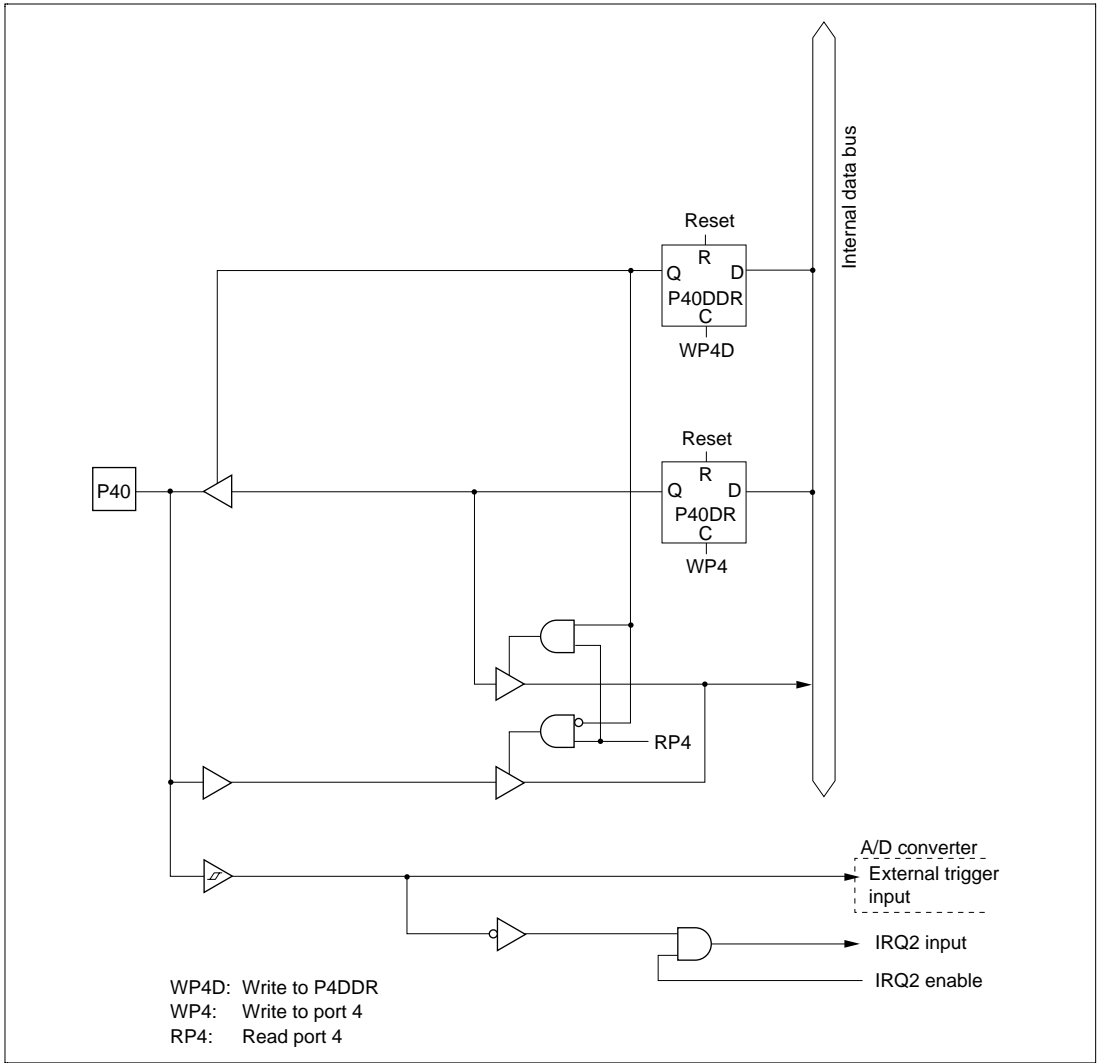 Internal data bus
Reset
R
Q D
P40DDR
C
WP4D
Reset
R
P40
Q D
P40DR
C
WP4
RP4
A/D converter
External trigger
input
IRQ2 input
IRQ2 enable
WP4D: Write to P4DDR
WP4: Write to port 4
RP4: Read port 4